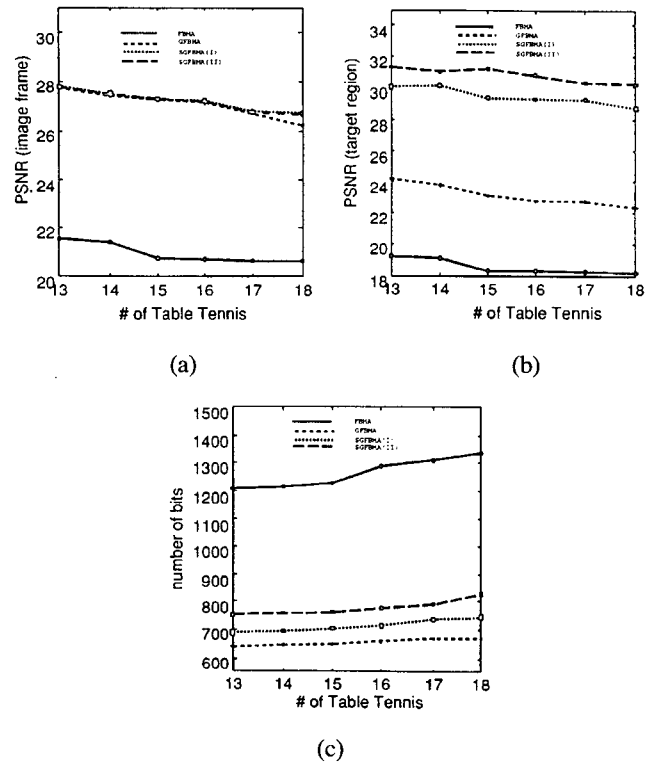 30
28
26
24
22
20
PSNR (image frame)
FBMA
GFBMA
SGFBMA(I)
SGFBMA(II)
13 14 15 16 17 18
# of Table Tennis
(a)
34
32
30
28
26
24
22
20
18
PSNR (target region)
FBMA
GFBMA
SGFBMA(I)
SGFBMA(II)
13 14 15 16 17 18
# of Table Tennis
(b)
1500
1400
1300
1200
1100
1000
900
800
700
600
number of bits
FBMA
GFBMA
SGFBMA(I)
SGFBMA(II)
13 14 15 16 17 18
# of Table Tennis
(c)